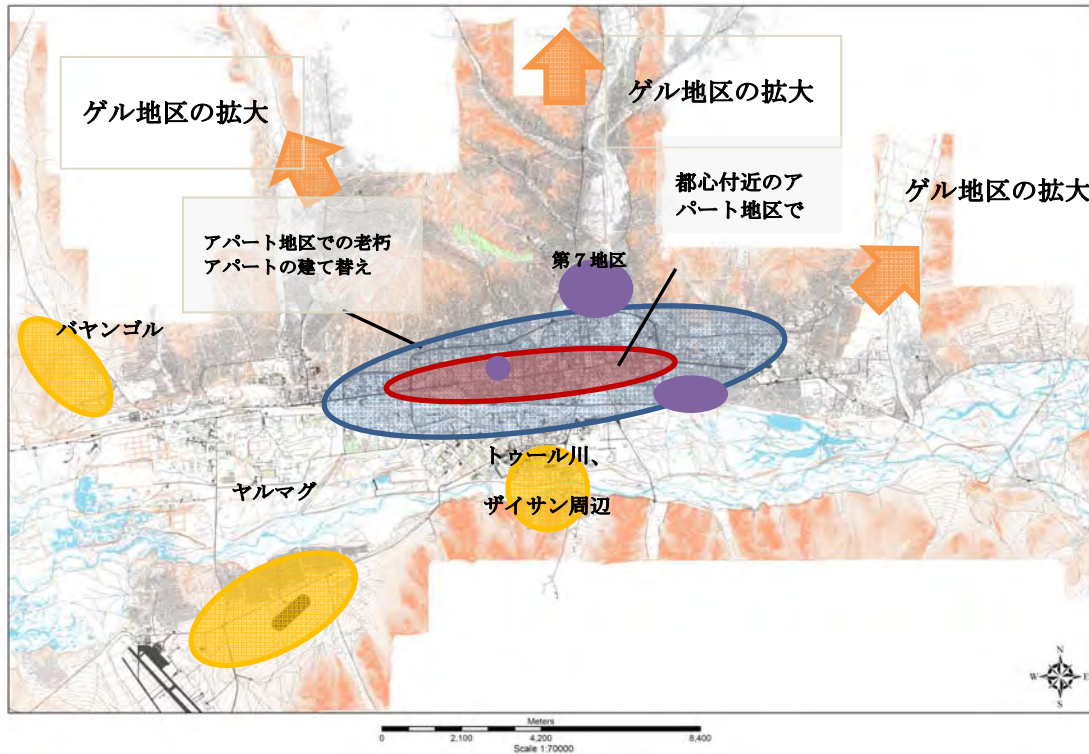 ゲル地区の拡大
ゲル地区の拡大
都心付近のア
パート地区で
ゲル地区の拡大
アパート地区での老朽
アパートの建て替え
第７地区
バヤンゴル
トゥール川、
ザイサン周辺
ヤルマグ
N
W
E
S
Meters
0 2,100 4,200 8,400
Scale 1:70000